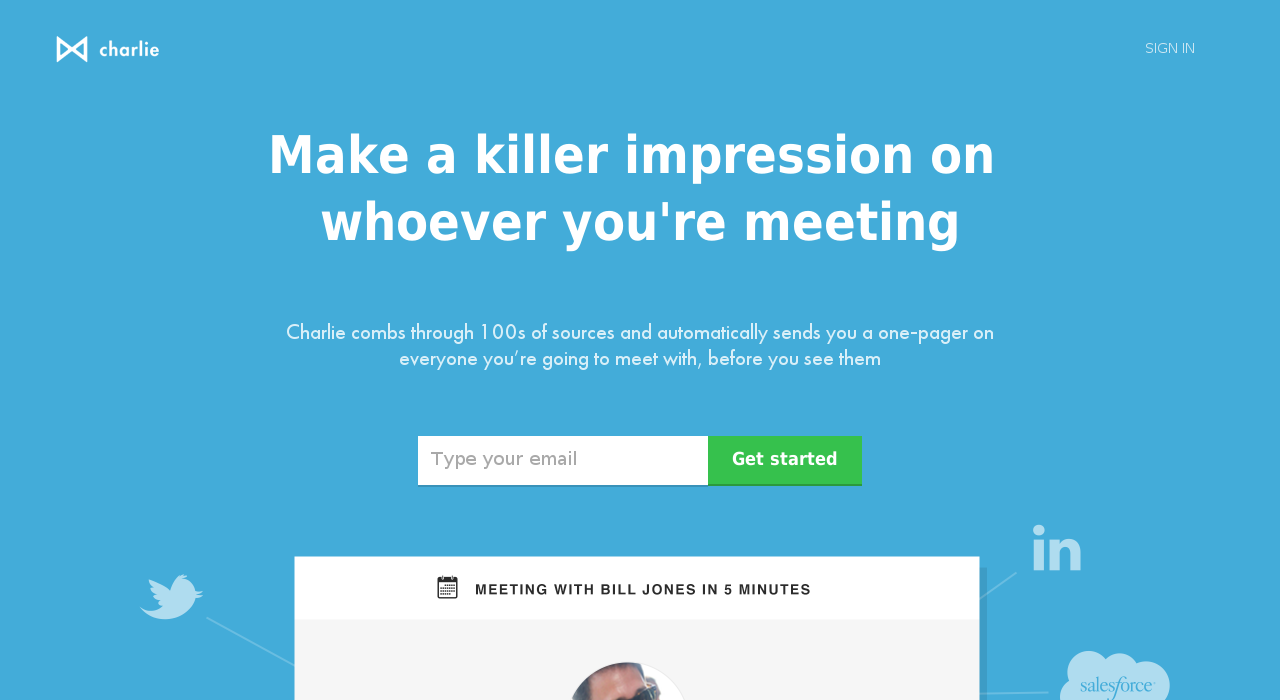 charlie
SIGN IN
Make a killer impression on
whoever you're meeting
Charlie combs through 100s of sources and automatically sends you a one-pager on
everyone you’re going to meet with, before you see them
Type your email
Get started
in
MEETING WITH BILL JONES IN 5 MINUTES
salesforce